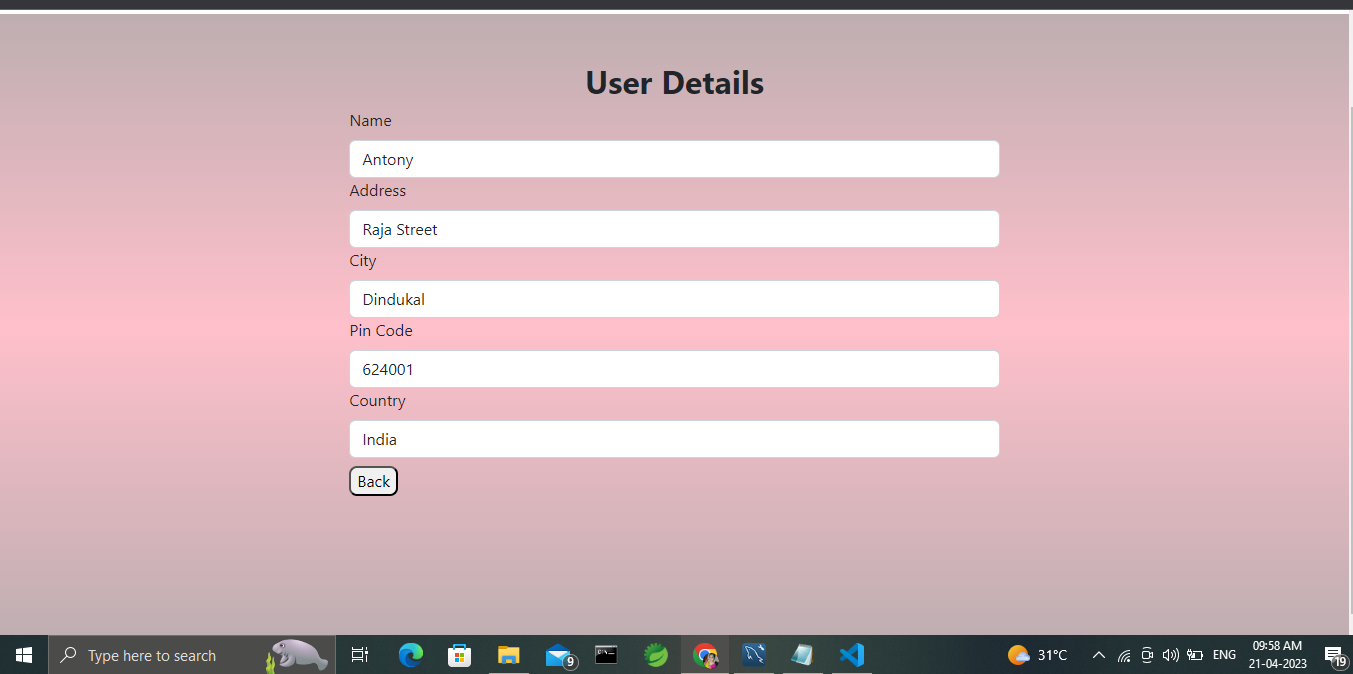 User Details
Name
Antony
Address
Raja Street
City
Dindukal
Pin Code
624001
Country
India
Back
Type here to search
9
31°C
ENG
09:58 AM
21-04-2023
19